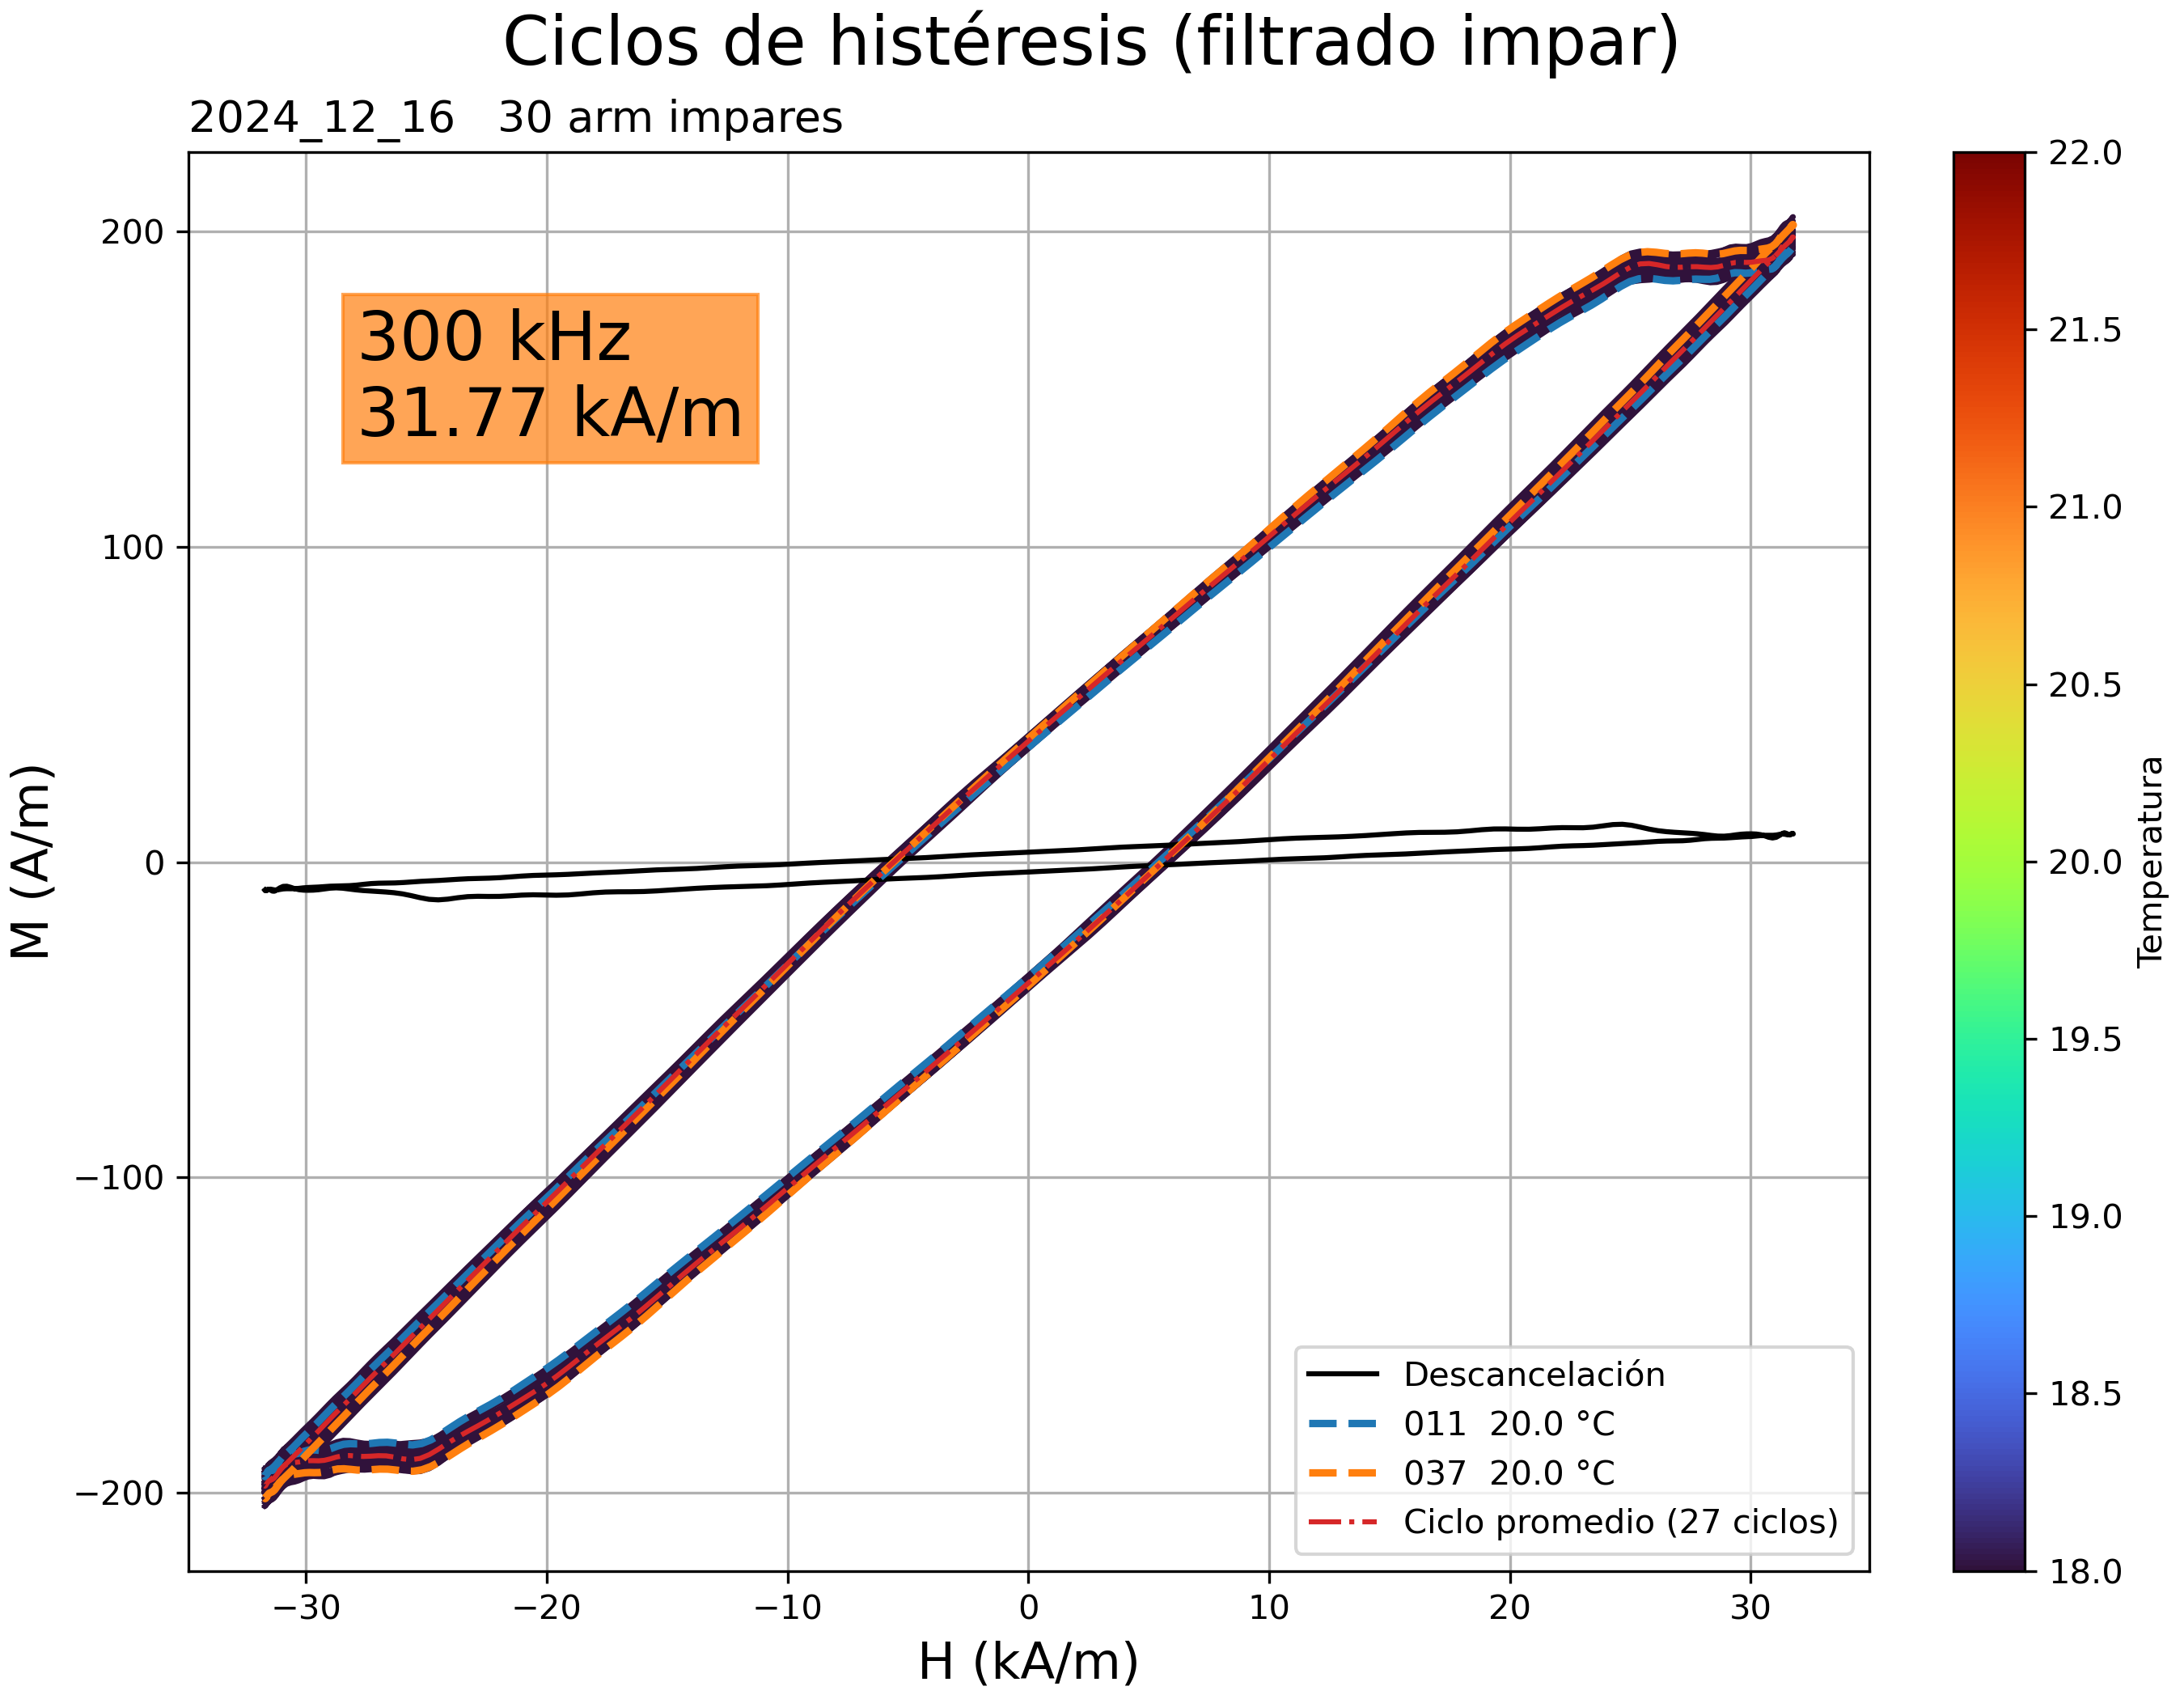 Ciclos de histéresis (filtrado impar)
2024_12_16   30 arm impares
300 kHz
31.77 kA/m
M (A/m)
200
100
0
−100
−200
−30
−20
−10
0
10
20
30
H (kA/m)
Descancelación
011  20.0 °C
037  20.0 °C
Ciclo promedio (27 ciclos)
22.0
21.5
21.0
20.5
20.0
19.5
19.0
18.5
18.0
Temperatura